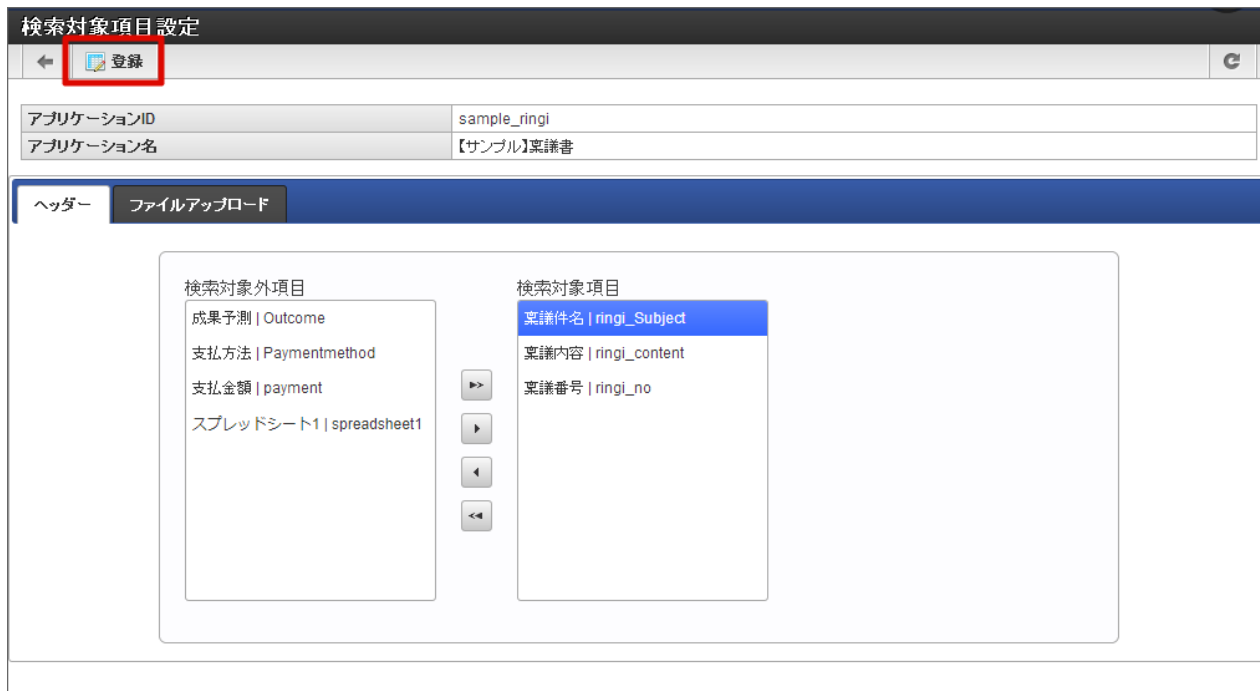 検索対象項目設定
登録
アプリケーションID sample_ringi
アプリケーション名 【サンプル】稟議書
ヘッダー ファイルアップロード
検索対象外項目
成果予測 | Outcome
支払方法 | Paymentmethod
支払金額 | payment
スプレッドシート1 | spreadsheet1
検索対象項目
稟議件名 | ringi_Subject
稟議内容 | ringi_content
稟議番号 | ringi_no